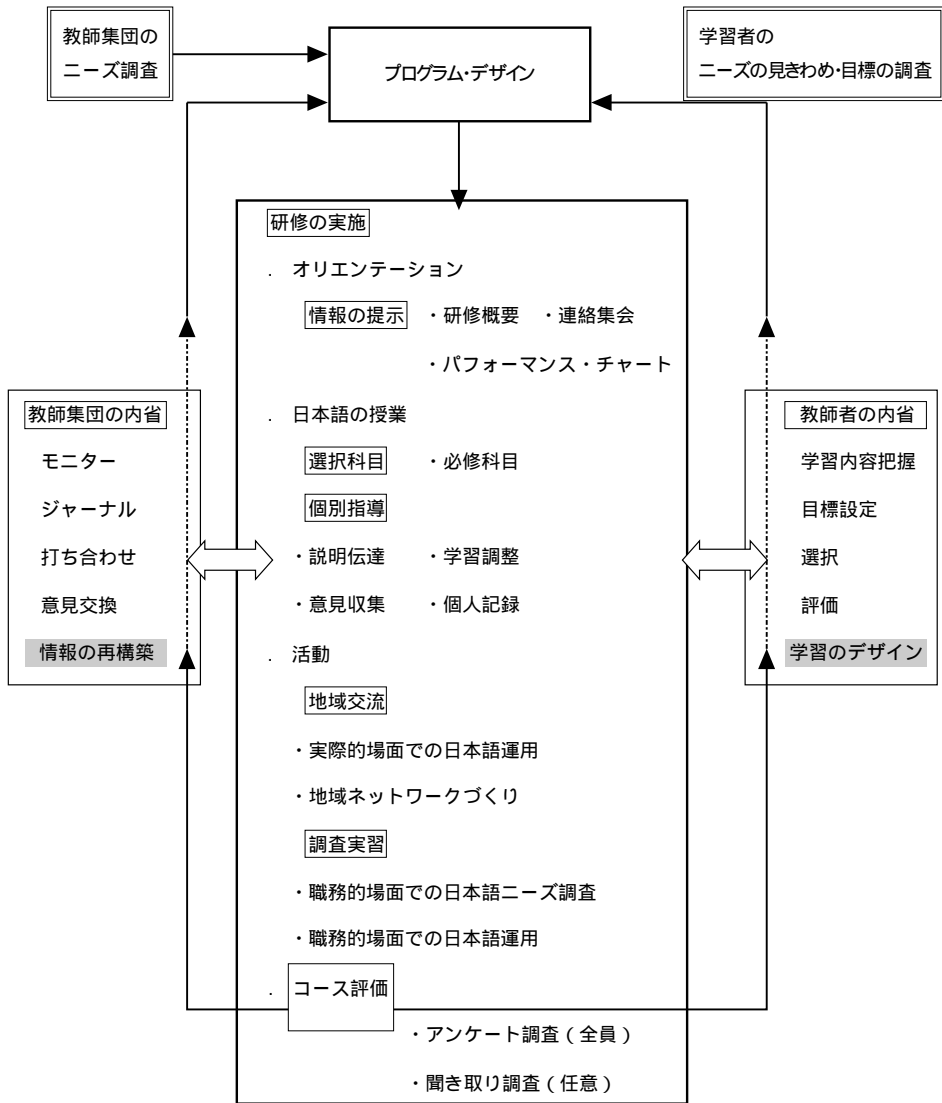 教師集団の
ニーズ調査
プログラム・デザイン
学習者の
ニーズの見きわめ・目標の調査
研修の実施
. オリエンテーション
情報の提示 ・研修概要 ・連絡集会
・パフォーマンス・チャート
. 日本語の授業
選択科目 ・必修科目
個別指導
・説明伝達 ・学習調整
・意見収集 ・個人記録
. 活動
地域交流
・実際的場面での日本語運用
・地域ネットワークづくり
調査実習
・職務的場面での日本語ニーズ調査
・職務的場面での日本語運用
. コース評価
・アンケート調査(全員)
・聞き取り調査(任意)
教師集団の内省
モニター
ジャーナル
打ち合わせ
意見交換
情報の再構築
教師者の内省
学習内容把握
目標設定
選択
評価
学習のデザイン